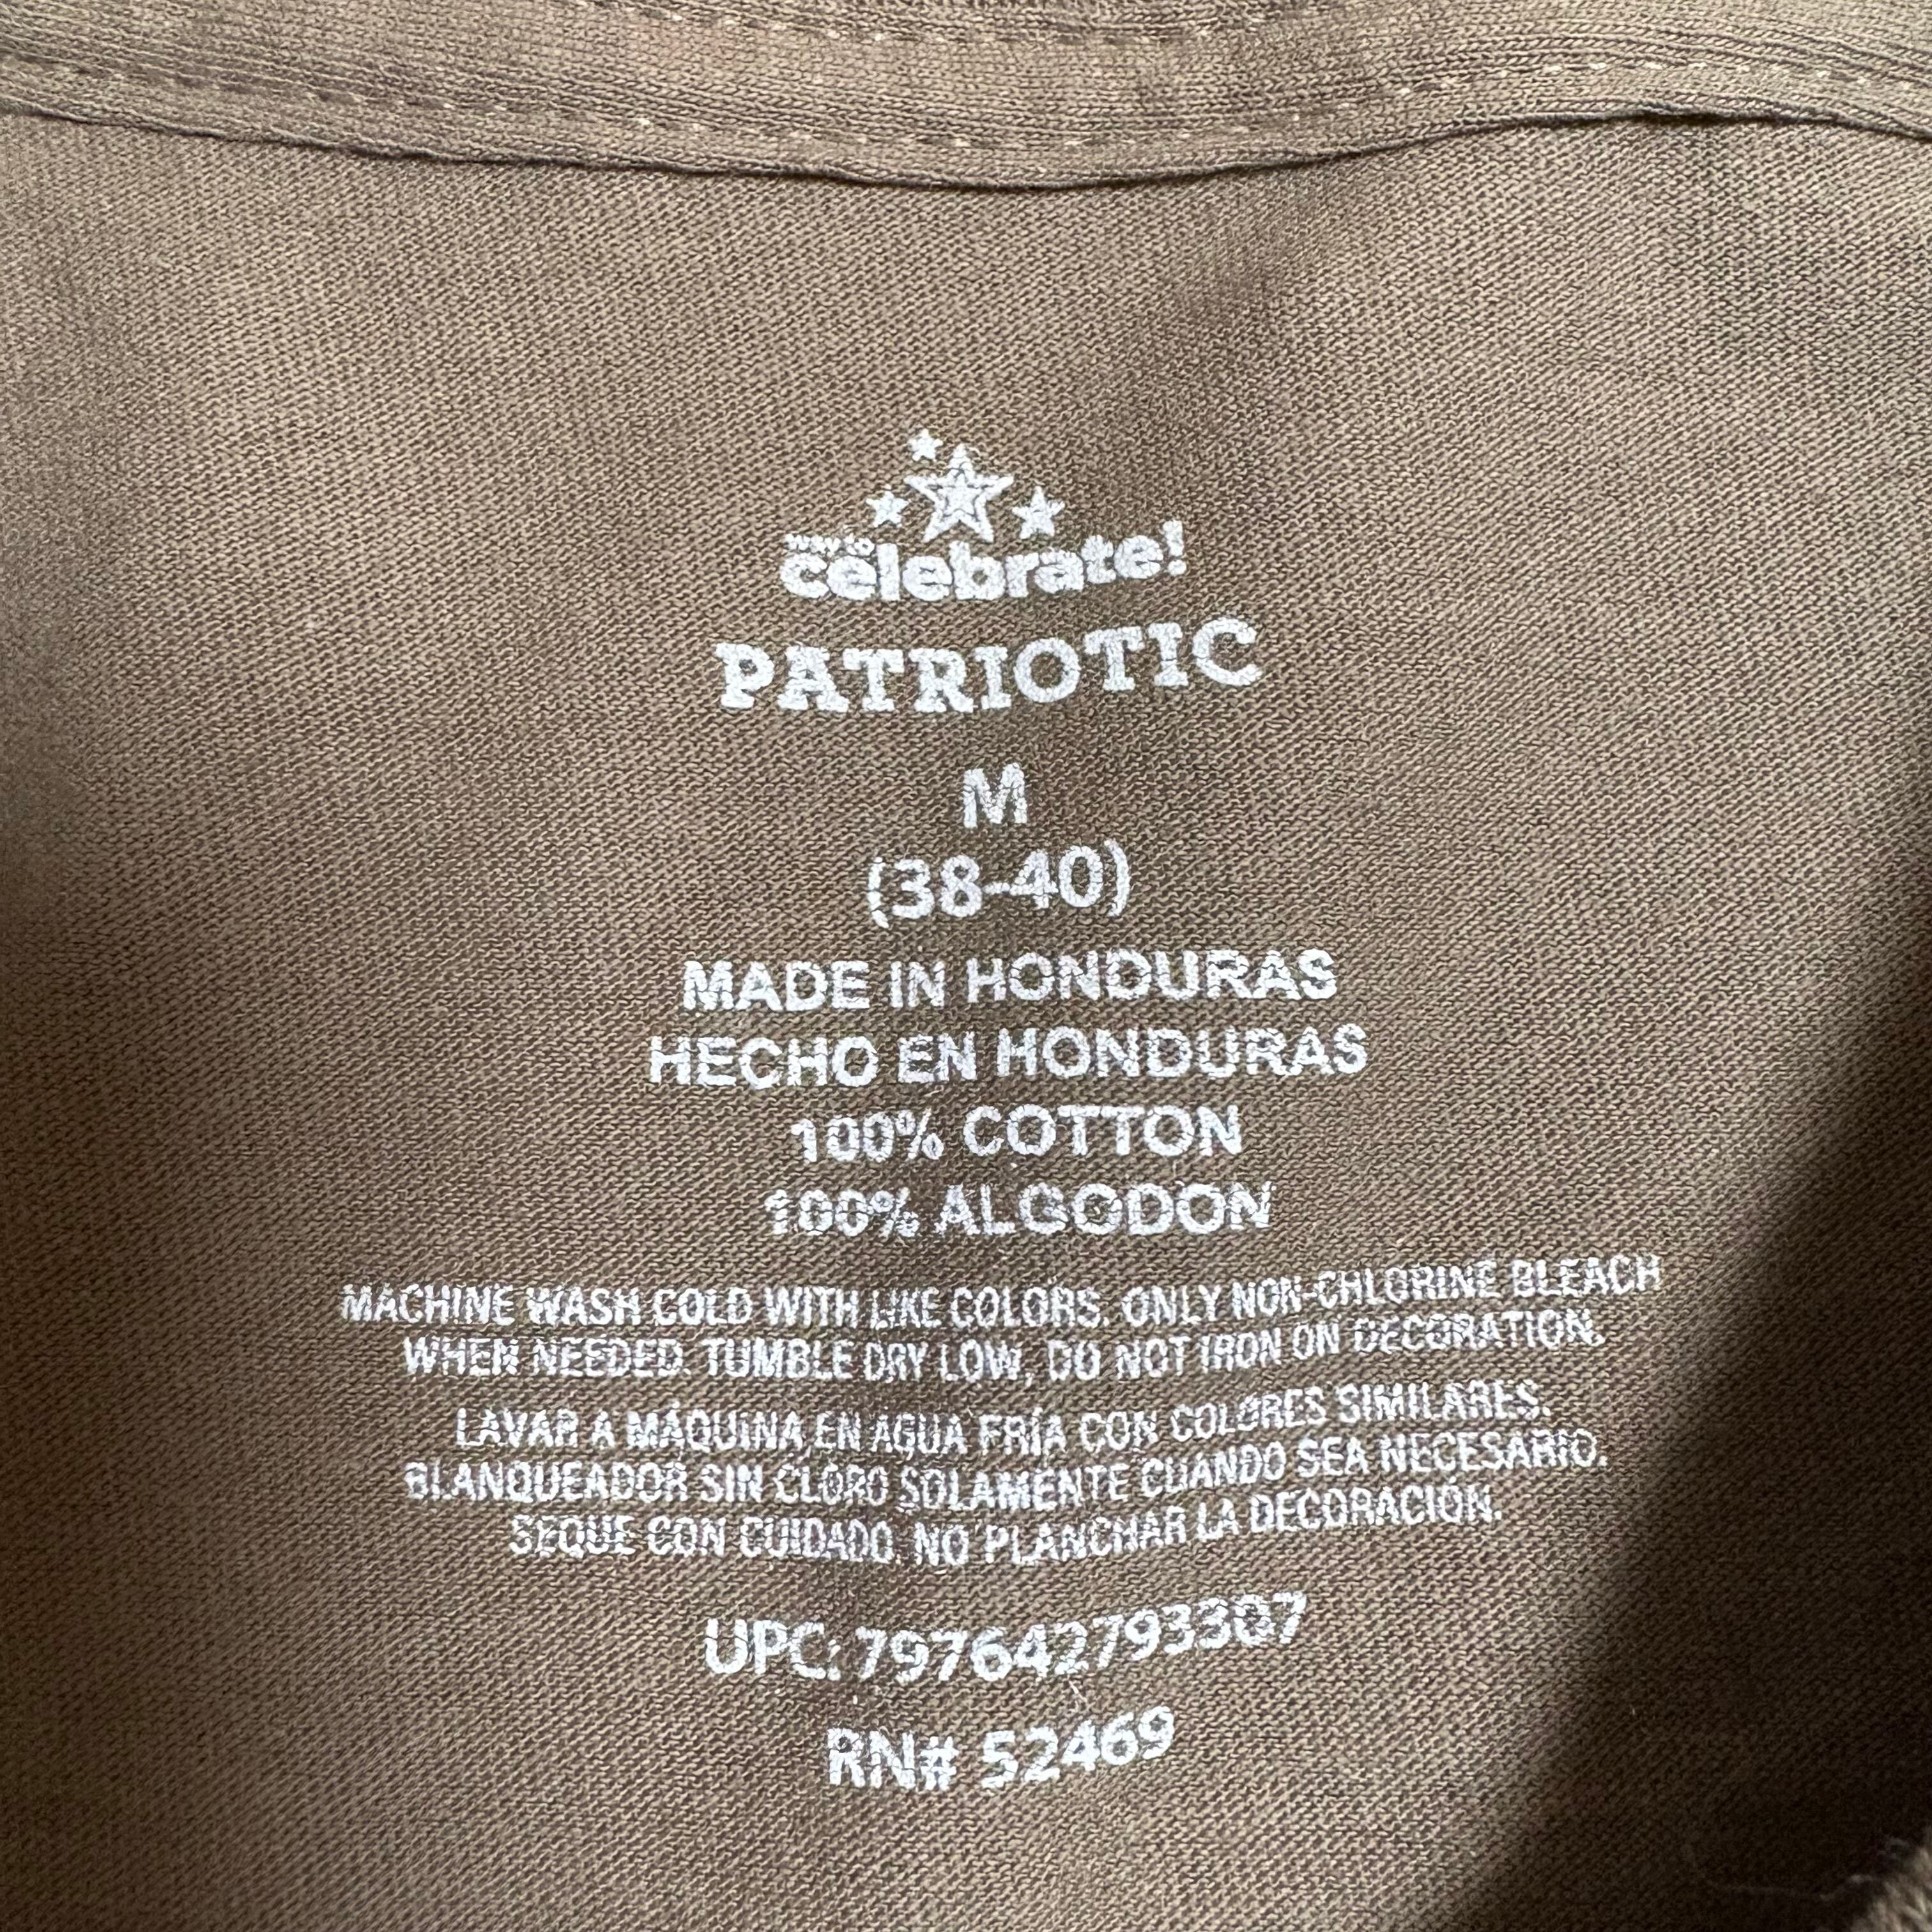 way to
celebrate!
PATRIOTIC
M
(38-40)
MADE IN HONDURAS
HECHO EN HONDURAS
100% COTTON
100% ALGODON
MACHINE WASH COLD WITH LIKE COLORS. ONLY NON-CHLORINE BLEACH
WHEN NEEDED. TUMBLE DRY LOW, DO NOT IRON ON DECORATION.
LAVAR A MÁQUINA EN AGUA FRÍA CON COLORES SIMILARES.
BLANQUEADOR SIN CLORO SOLAMENTE CUANDO SEA NECESARIO.
SEQUE CON CUIDADO. NO PLANCHAR LA DECORACIÓN.
UPC: 797642793307
RN# 52469